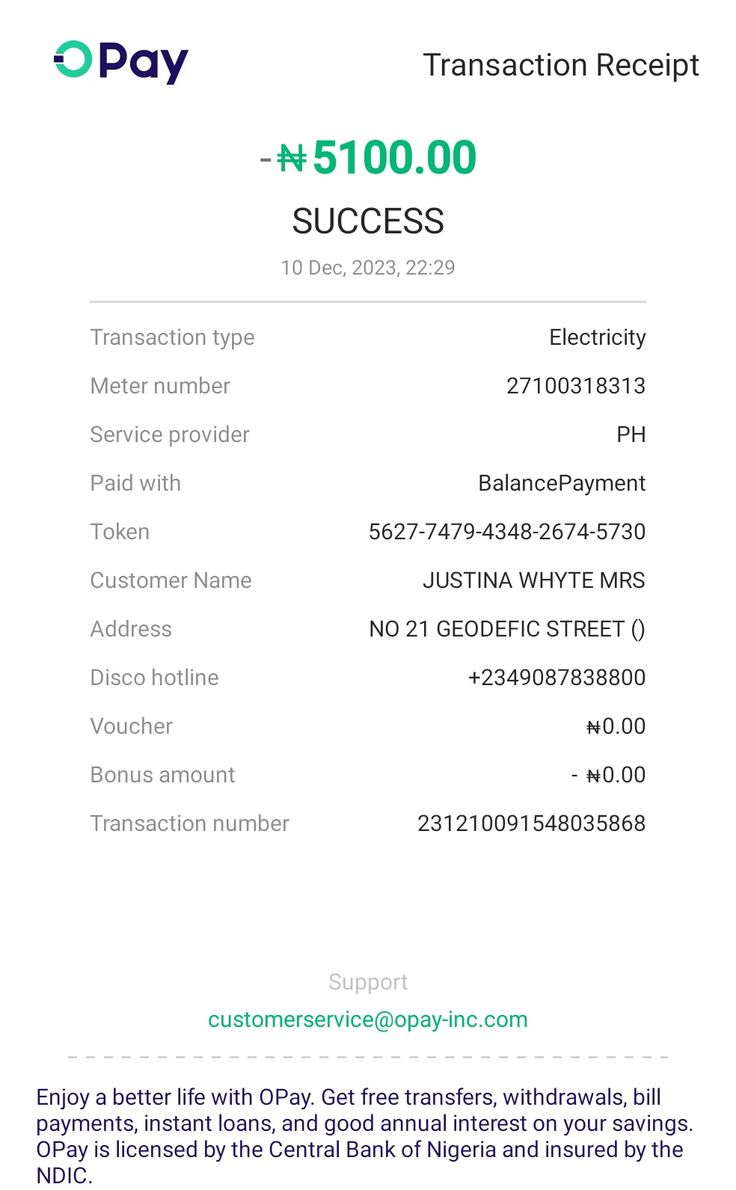 OPay
Transaction Receipt
-₦5100.00
SUCCESS
10 Dec, 2023, 22:29
Transaction type Electricity
Meter number 27100318313
Service provider PH
Paid with BalancePayment
Token 5627-7479-4348-2674-5730
Customer Name JUSTINA WHYTE MRS
Address NO 21 GEODEFIC STREET ()
Disco hotline +2349087838800
Voucher ₦0.00
Bonus amount - ₦0.00
Transaction number 231210091548035868
Support
customerservice@opay-inc.com
Enjoy a better life with OPay. Get free transfers, withdrawals, bill
payments, instant loans, and good annual interest on your savings.
OPay is licensed by the Central Bank of Nigeria and insured by the
NDIC.